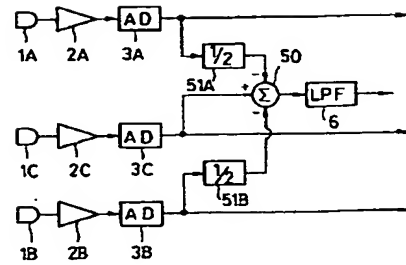 AD
1A 2A 3A
1/2
51A
- 50
+ Σ LPF
-
6
AD
1C 2C 3C
1/2
51B
AD
1B 2B 3B